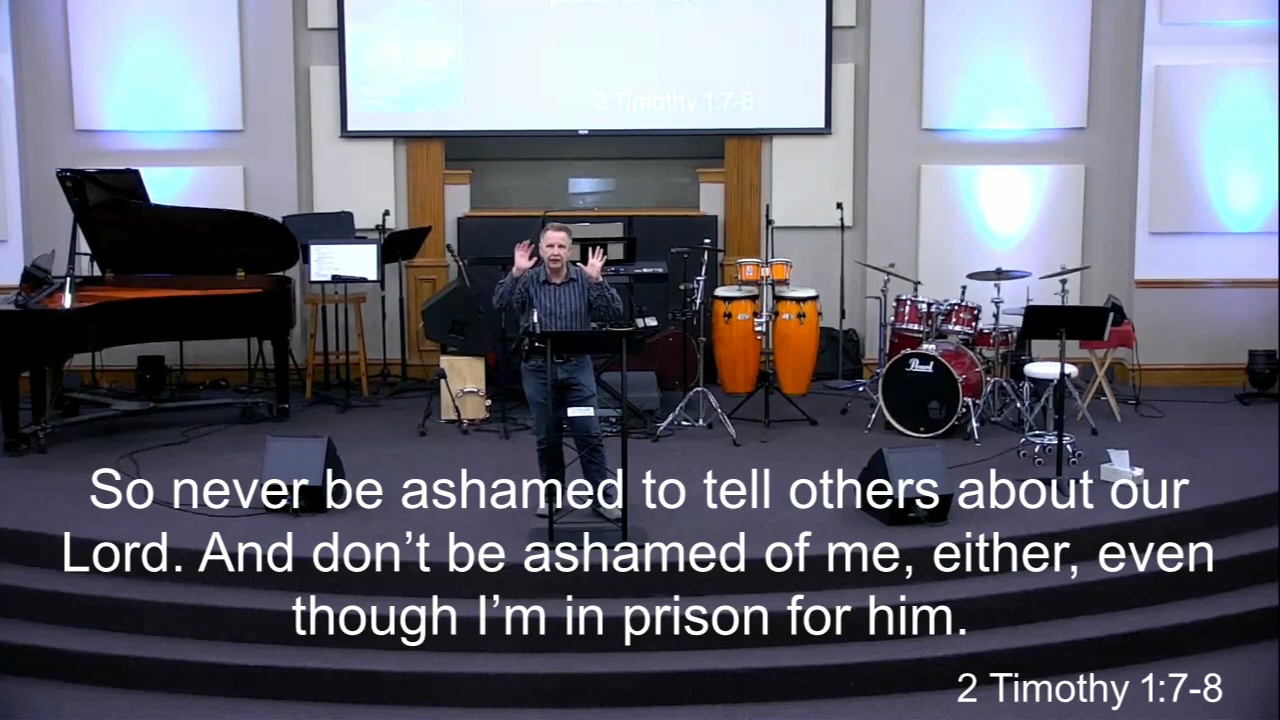 2 Timothy 1:7-8
Pearl
So never be ashamed to tell others about our
Lord. And don’t be ashamed of me, either, even
though I’m in prison for him.
2 Timothy 1:7-8